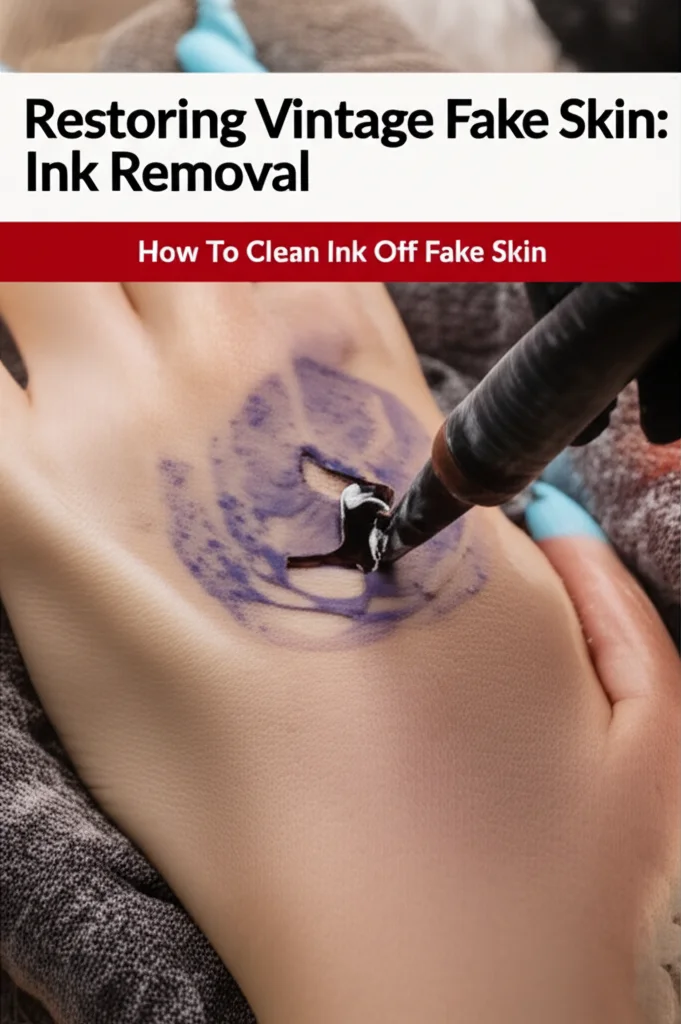 Restoring Vintage Fake Skin:
Ink Removal
How To Clean Ink Off Fake Skin